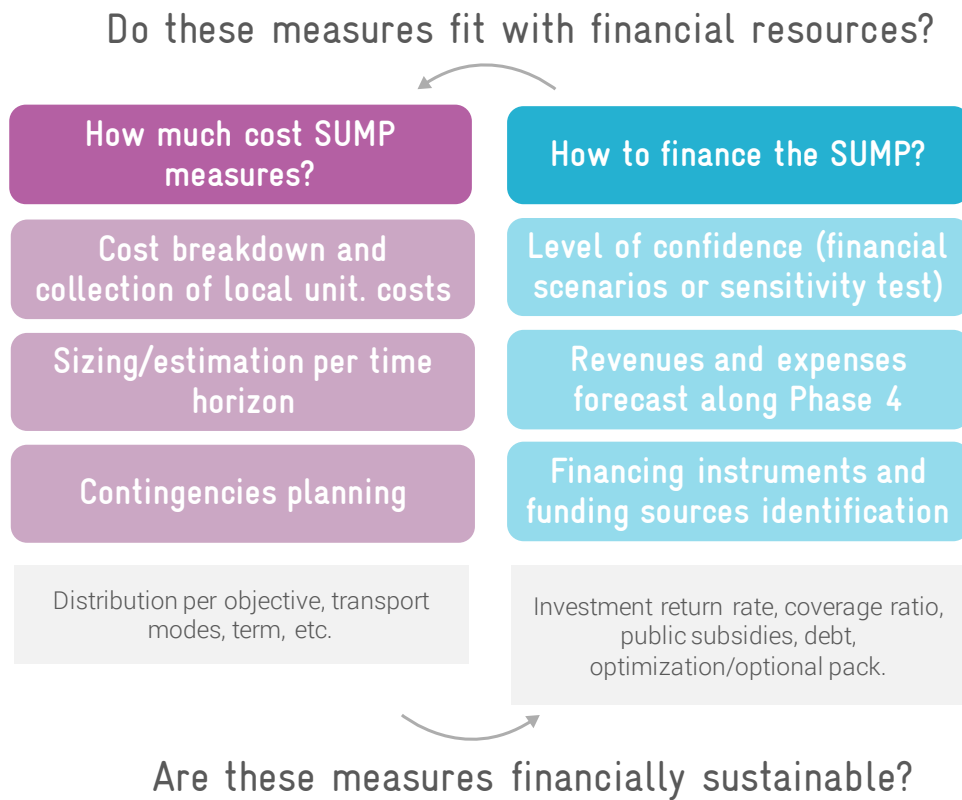 Do these measures fit with financial resources?
How much cost SUMP
measures?
Cost breakdown and
collection of local unit. costs
Sizing/estimation per time
horizon
Contingencies planning
Distribution per objective, transport
modes, term, etc.
How to finance the SUMP?
Level of confidence (financial
scenarios or sensitivity test)
Revenues and expenses
forecast along Phase 4
Financing instruments and
funding sources identification
Investment return rate, coverage ratio,
public subsidies, debt,
optimization/optional pack.
Are these measures financially sustainable?